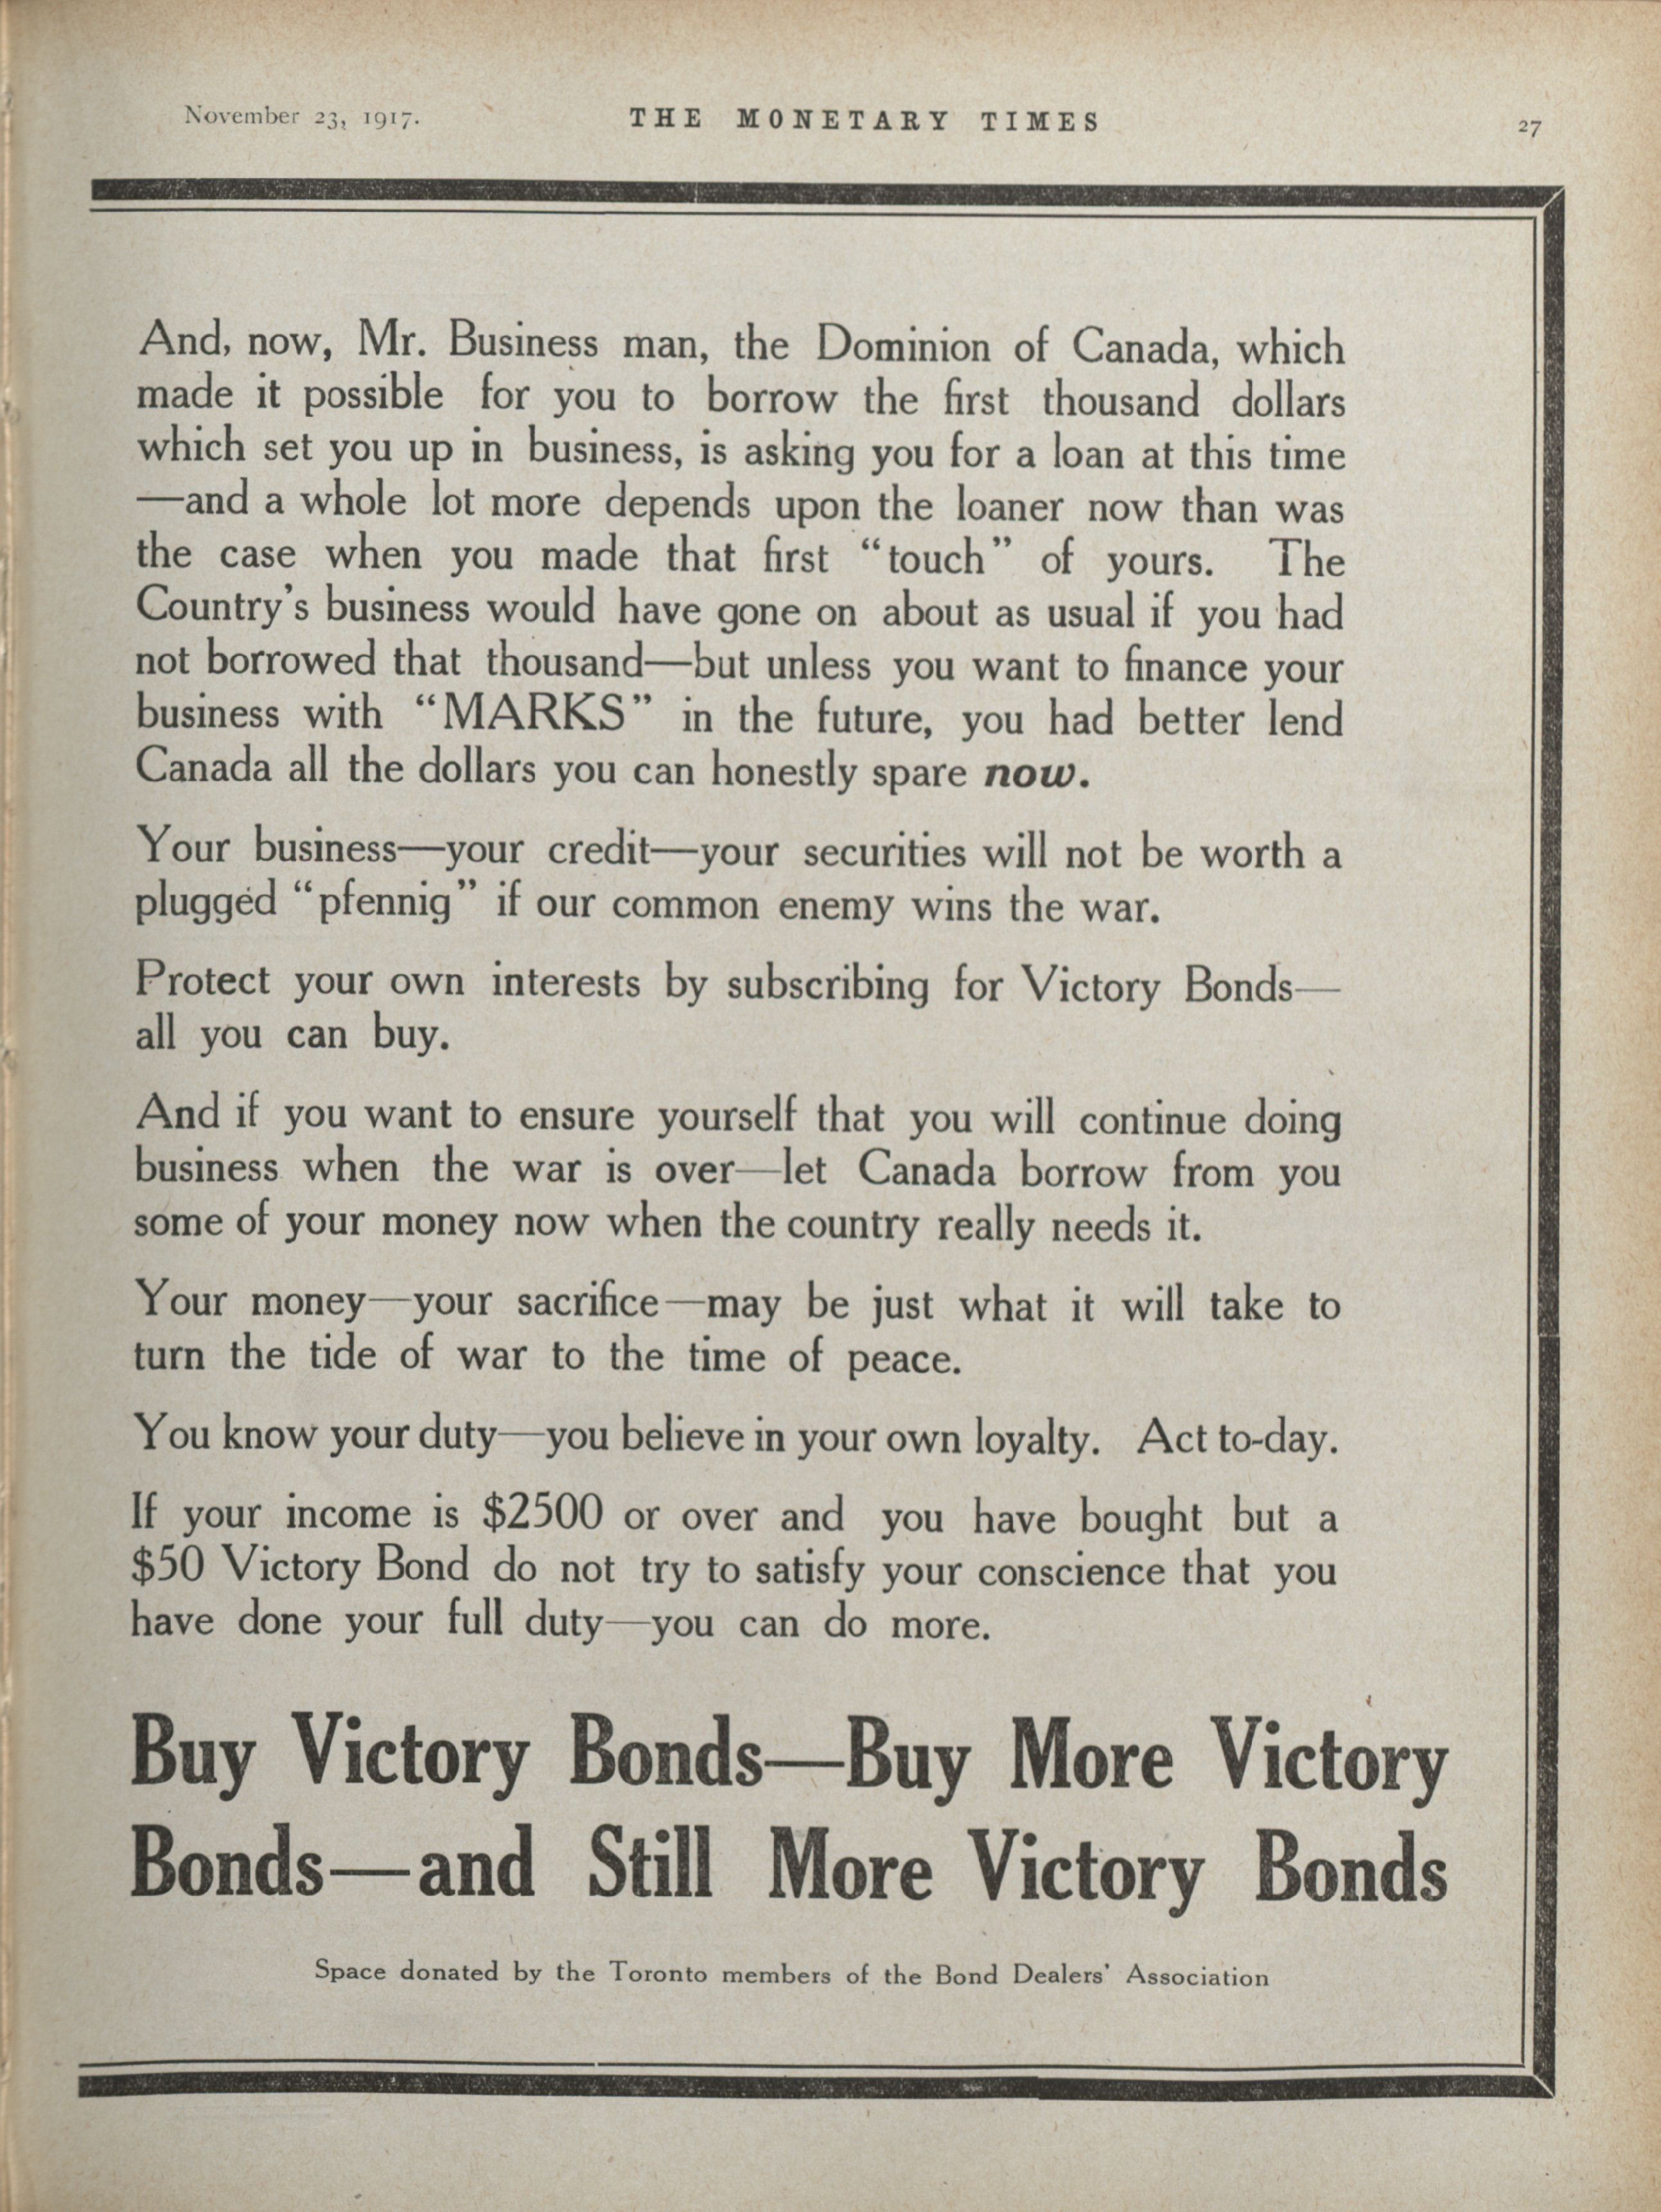 November 23, 1917.
THE MONETARY TIMES
27
And, now, Mr. Business man, the Dominion of Canada, which
made it possible for you to borrow the first thousand dollars
which set you up in business, is asking you for a loan at this time
—and a whole lot more depends upon the loaner now than was
the case when you made that first “touch” of yours. The
Country's business would have gone on about as usual if you had
not borrowed that thousand—but unless you want to finance your
business with “MARKS” in the future, you had better lend
Canada all the dollars you can honestly spare now.
Your business—your credit—your securities will not be worth a
plugged “pfennig” if our common enemy wins the war.
Protect your own interests by subscribing for Victory Bonds—
all you can buy.
And if you want to ensure yourself that you will continue doing
business when the war is over—let Canada borrow from you
some of your money now when the country really needs it.
Your money—your sacrifice—may be just what it will take to
turn the tide of war to the time of peace.
You know your duty—you believe in your own loyalty. Act to-day.
If your income is $2500 or over and you have bought but a
$50 Victory Bond do not try to satisfy your conscience that you
have done your full duty—you can do more.
Buy Victory Bonds—Buy More Victory
Bonds—and Still More Victory Bonds
Space donated by the Toronto members of the Bond Dealers' Association